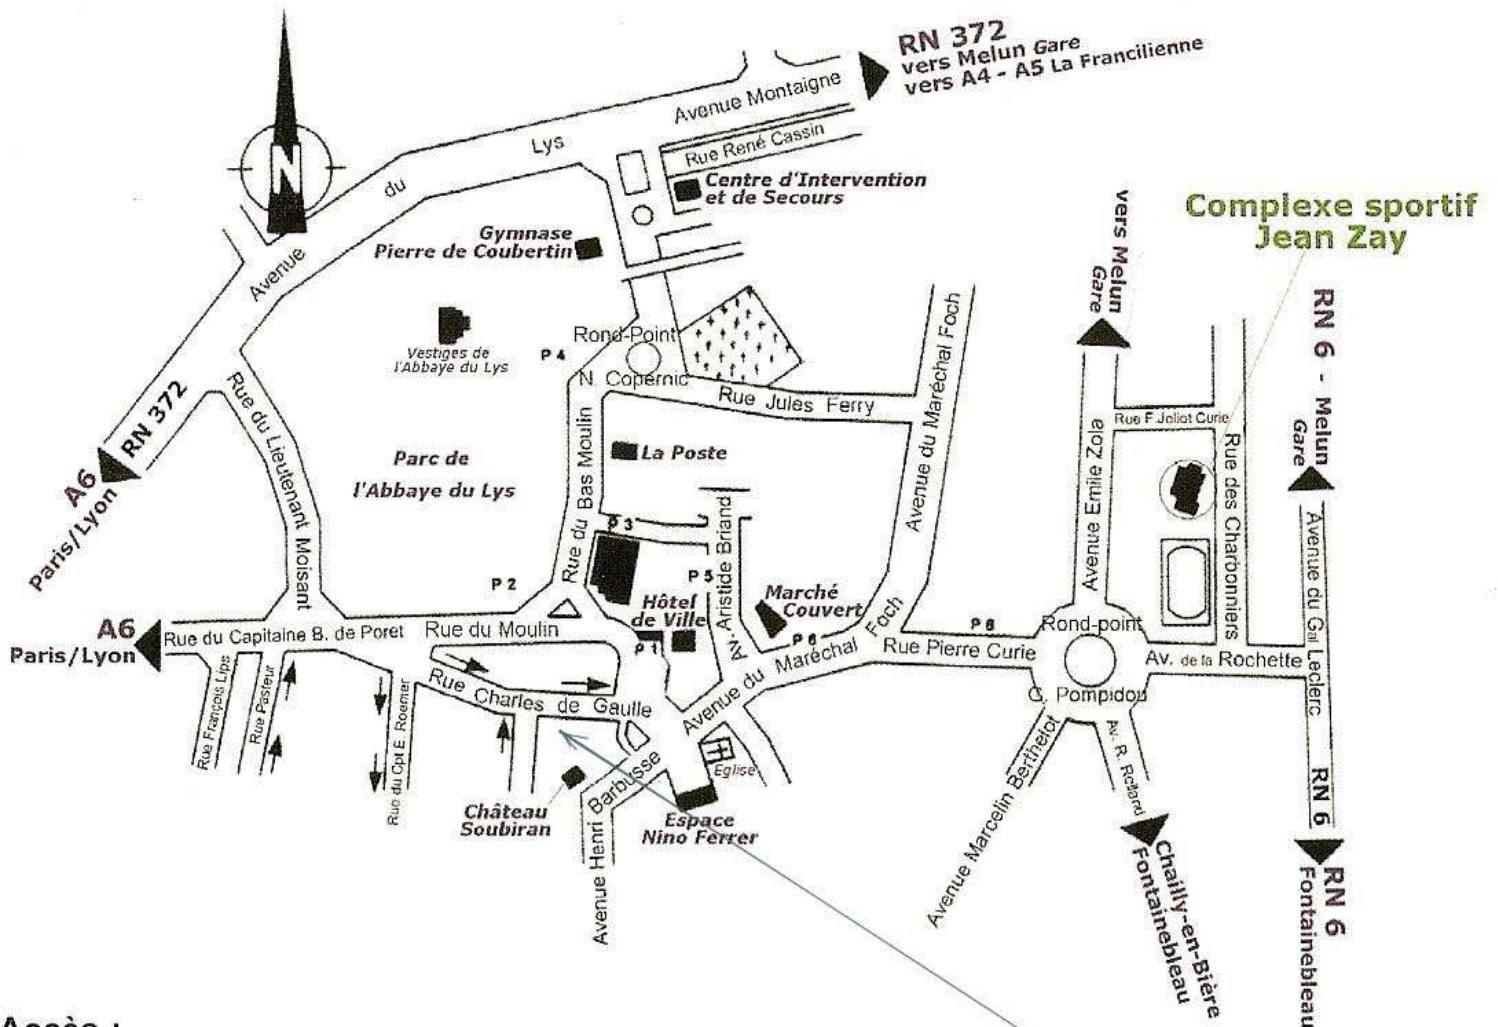 RN 372
vers Melun Gare
vers A4 - A5 La Francilienne
Avenue Montaigne
Rue René Cassin
Lys
du
Avenue
N
Centre d'Intervention
et de Secours
Gymnase
Pierre de Coubertin
Complexe sportif
Jean Zay
vers Melun
Gare
RN 6 - Melun
Gare
Vestiges de
l'Abbaye du Lys
P 4
Rond-Point
N. Copernic
Rue Jules Ferry
Avenue du Maréchal Foch
RN 372
A6
Paris/Lyon
Rue du Lieutenant Moisant
Parc de
l'Abbaye du Lys
Rue du Bas Moulin
La Poste
Avenue du Maréchal Foch
Avenue Emile Zola
Rue F Joliot Curie
Rue des Charbonniers
Avenue du Gal Leclerc
P 3
P 2
P 5
Av. Aristide Briand
Hôtel
de Ville
P 1
Marché
Couvert
P 6
Avenue du Maréchal Foch
P 6
Rue Pierre Curie
Rond-point
G. Pompidou
Av. de la Rochette
A6
Paris/Lyon
Rue du Capitaine B. de Poret
Rue du Moulin
Rue François Lips
Rue Pasteur
Rue du Cpt E. Roemer
Rue Charles de Gaulle
Eglise
Château
Soubiran
Avenue Henri Barbusse
Espace
Nino Ferrer
Avenue Marcelin Berthelot
Av. R. Rolland
Chailly-en-Bière
Fontainebleau
RN 6
RN 6
Fontainebleau
Accès :